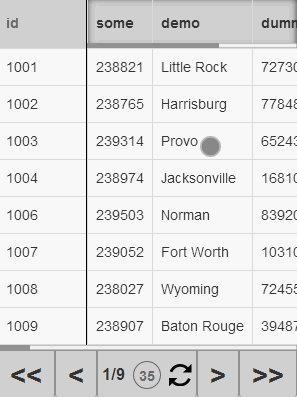 id some demo dumr
1001 238821 Little Rock 72730
1002 238765 Harrisburg 77848
1003 239314 Provo 65243
1004 238974 Jacksonville 16810
1006 239503 Norman 83920
1007 239052 Fort Worth 10310
1008 238027 Wyoming 72455
1009 238907 Baton Rouge 39487
<< < 1/9 35 > >>